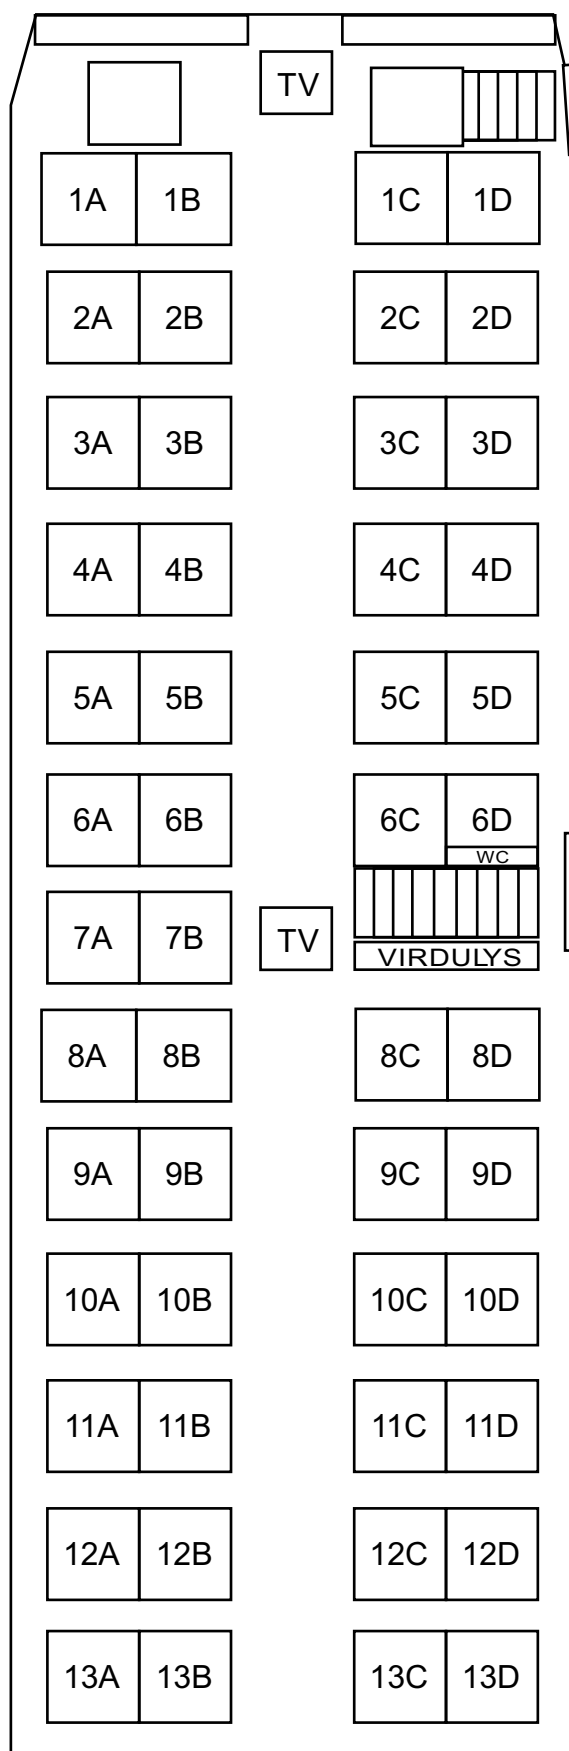 TV
1A 1B 1C 1D
2A 2B 2C 2D
3A 3B 3C 3D
4A 4B 4C 4D
5A 5B 5C 5D
6A 6B 6C 6D
WC
7A 7B TV VIRDULYS
8A 8B 8C 8D
9A 9B 9C 9D
10A 10B 10C 10D
11A 11B 11C 11D
12A 12B 12C 12D
13A 13B 13C 13D